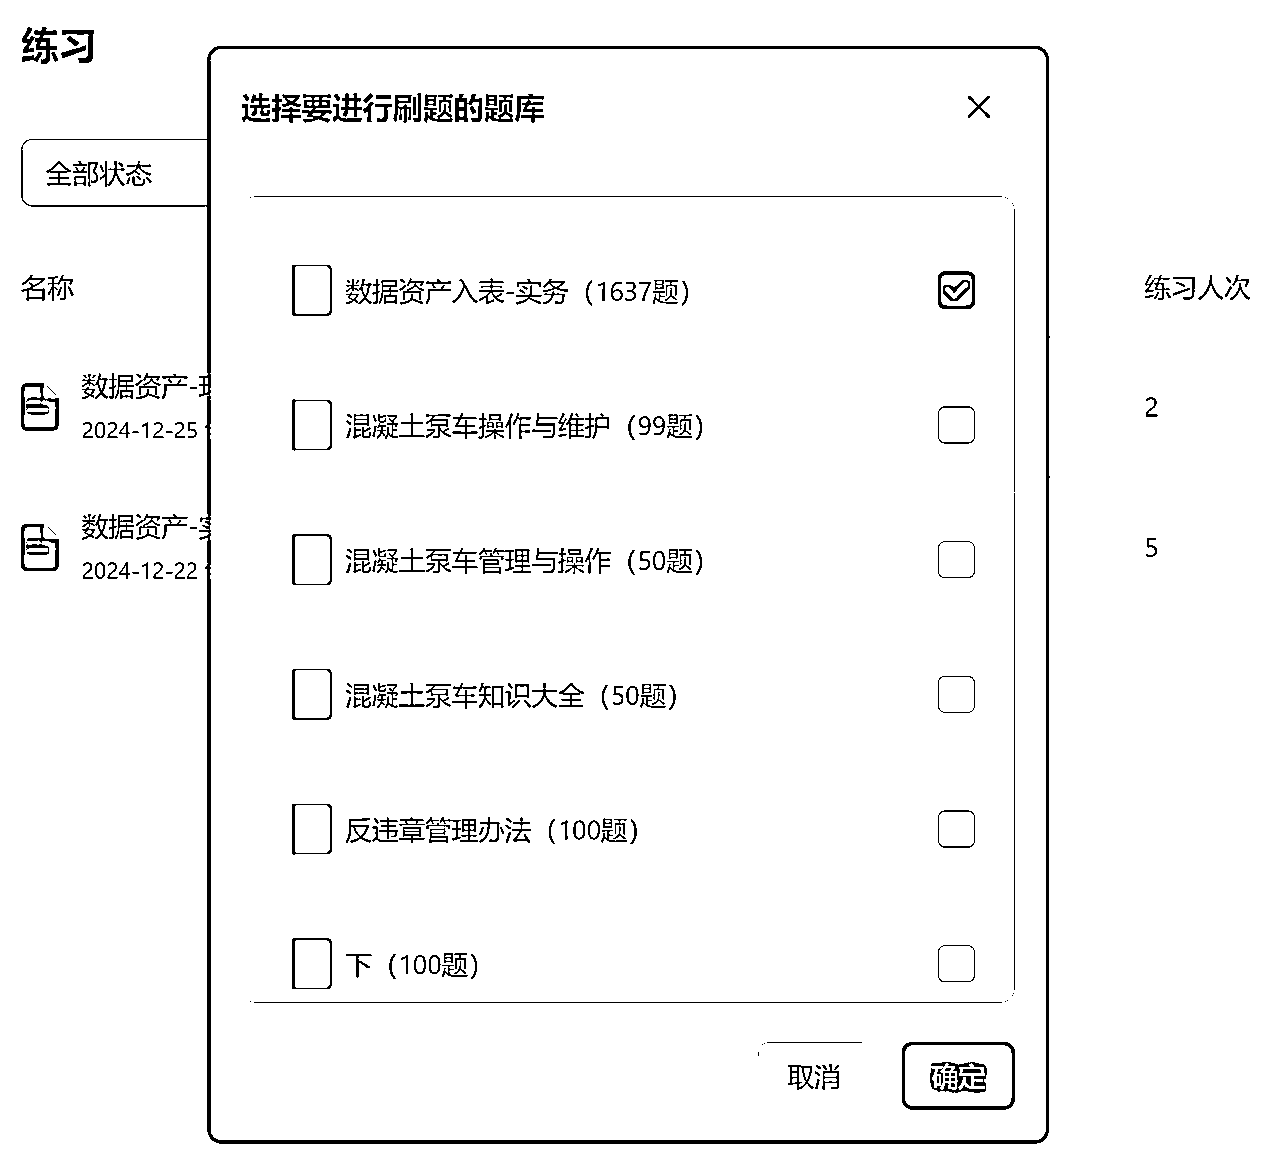 练习
选择要进行刷题的题库
全部状态
名称
练习人次
数据资产入表-实务（1637题）
数据资产-
2024-12-25
2
混凝土泵车操作与维护（99题）
数据资产-
2024-12-22
5
混凝土泵车管理与操作（50题）
混凝土泵车知识大全（50题）
反违章管理办法（100题）
下（100题）
取消
确定